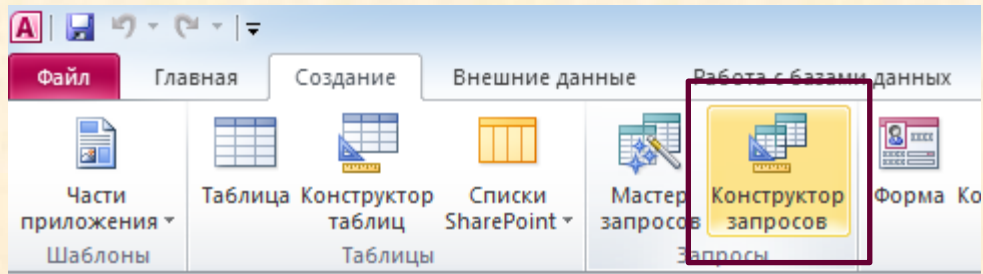 A
Файл Главная Создание Внешние данные Работа с базами данных
Части приложения Таблица Конструктор таблиц Списки SharePoint Мастер запросов Конструктор запросов Форма Ко
Шаблоны Таблицы Запросы